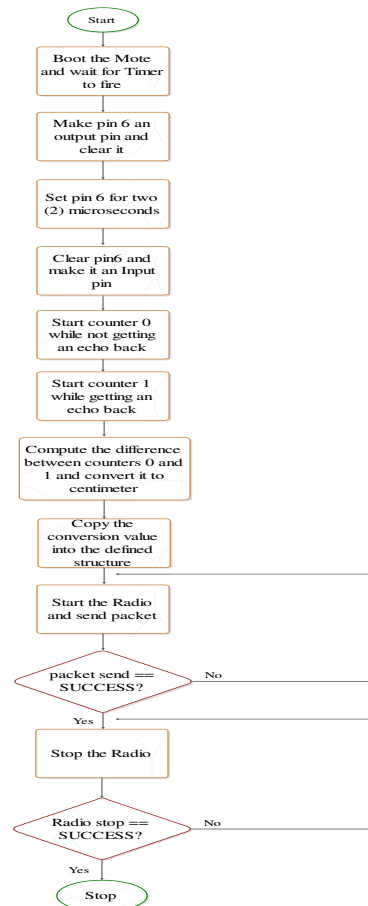 Start
Boot the Mote
and wait for Timer
to fire
Make pin 6 an
output pin and
clear it
Set pin 6 for two
(2) microseconds
Clear pin6 and
make it an Input
pin
Start counter 0
while not getting
an echo back
Start counter 1
while getting an
echo back
Compute the difference
between counters 0 and
1 and convert it to
centimeter
Copy the
conversion value
into the defined
structure
Start the Radio
and send packet
packet send ==
SUCCESS?
No
Yes
Stop the Radio
Radio stop ==
SUCCESS?
No
Yes
Stop